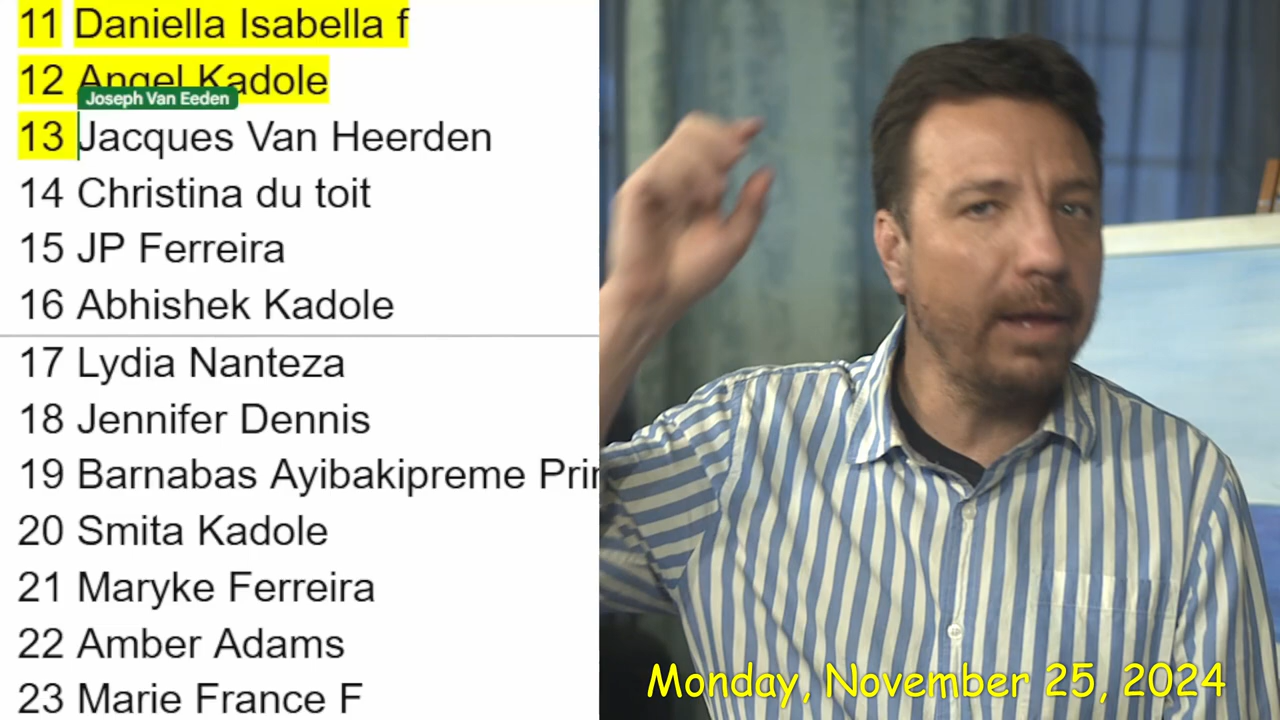 11 Daniella Isabella f
12 Angel Kadole
Joseph Van Eeden
13 Jacques Van Heerden
14 Christina du toit
15 JP Ferreira
16 Abhishek Kadole
17 Lydia Nanteza
18 Jennifer Dennis
19 Barnabas Ayibakipreme Prin
20 Smita Kadole
21 Maryke Ferreira
22 Amber Adams
23 Marie France F
Monday, November 25, 2024